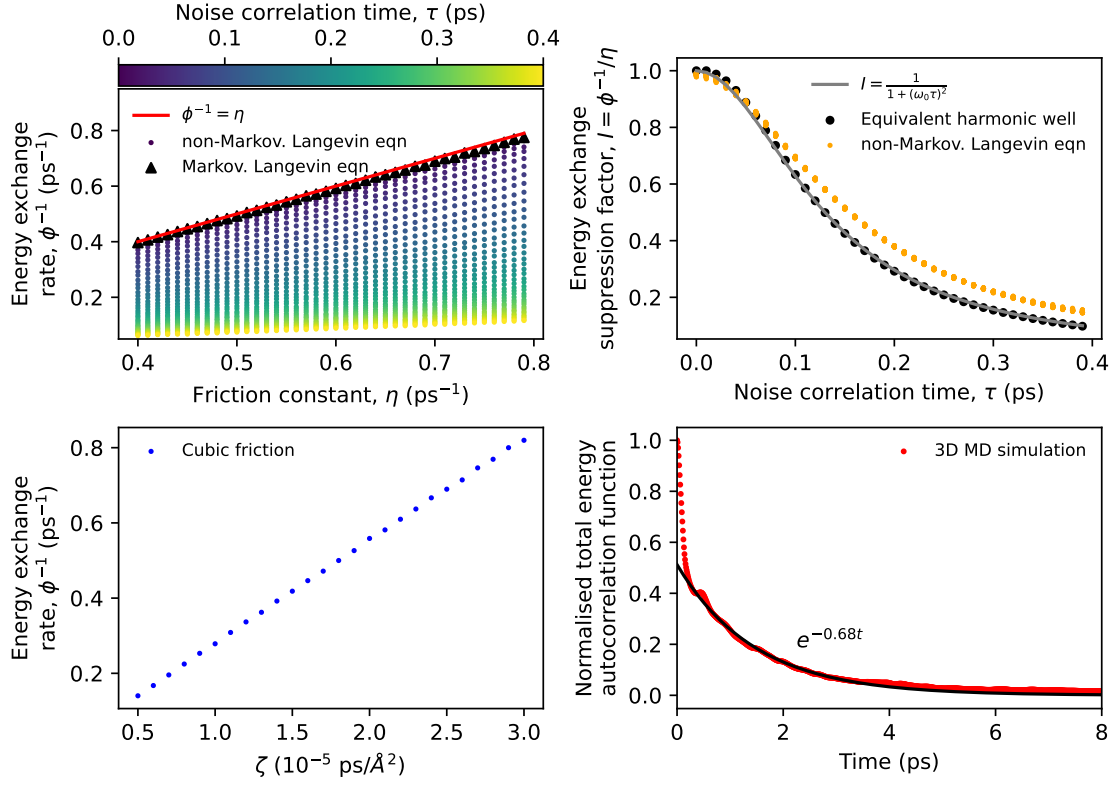 Noise correlation time, τ (ps)
0.0 0.1 0.2 0.3 0.4
Energy exchange
rate, ϕ⁻¹ (ps⁻¹)
0.8
0.6
0.4
0.2
ϕ⁻¹ = η
non-Markov. Langevin eqn
Markov. Langevin eqn
0.4 0.5 0.6 0.7 0.8
Friction constant, η (ps⁻¹)
Energy exchange
suppression factor, I = ϕ⁻¹/η
1.0
0.8
0.6
0.4
0.2
I = 1/(1+(ω₀τ)²)
Equivalent harmonic well
non-Markov. Langevin eqn
0.0 0.1 0.2 0.3 0.4
Noise correlation time, τ (ps)
Energy exchange
rate, ϕ⁻¹ (ps⁻¹)
0.8
0.6
0.4
0.2
Cubic friction
0.5 1.0 1.5 2.0 2.5 3.0
ζ (10⁻⁵ ps/Å²)
Normalised total energy
autocorrelation function
1.0
0.8
0.6
0.4
0.2
0.0
3D MD simulation
e⁻⁰·⁶⁸ᵗ
0 2 4 6 8
Time (ps)